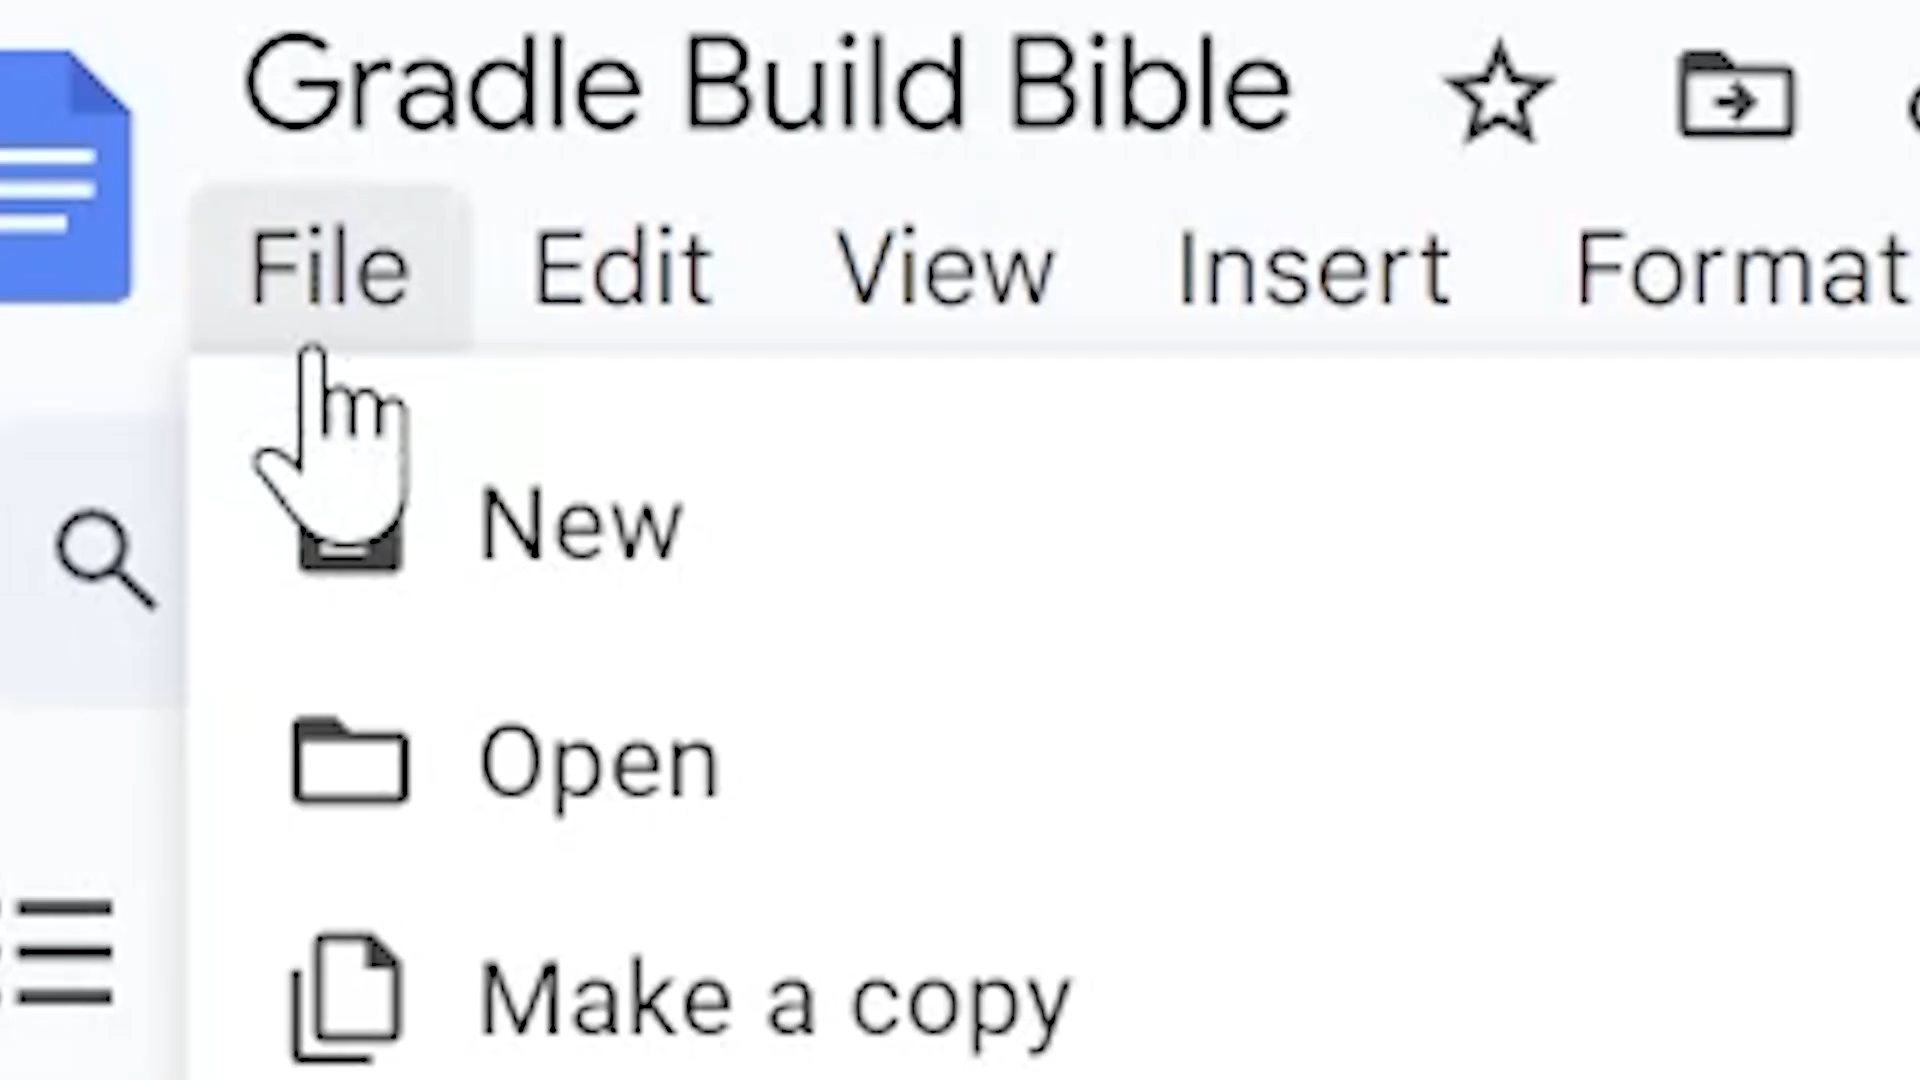 Gradle Build Bible
File Edit View Insert Format
New
Open
Make a copy